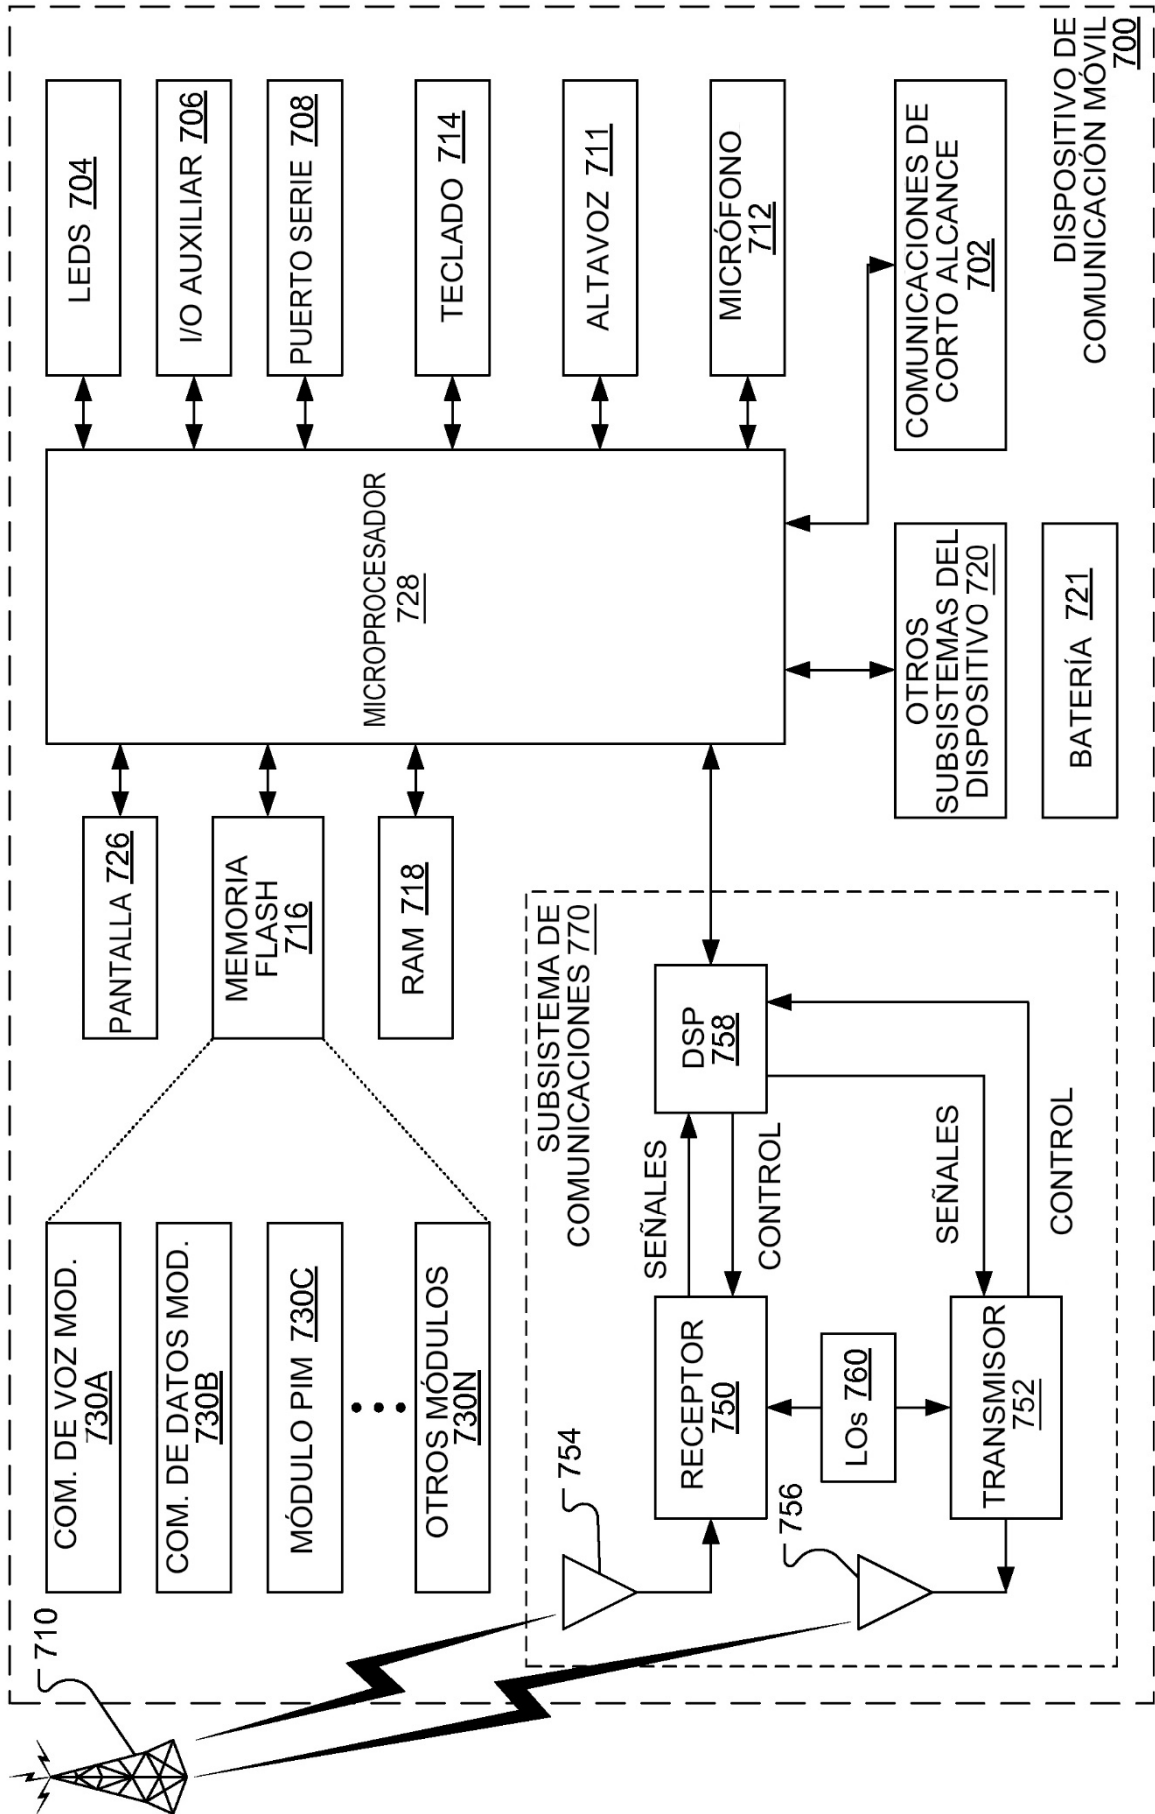 710
COM. DE VOZ MOD.
730A
COM. DE DATOS MOD.
730B
MÓDULO PIM 730C
OTROS MÓDULOS
730N
PANTALLA 726
MEMORIA
FLASH
716
RAM 718
MICROPROCESADOR
728
LEDS 704
I/O AUXILIAR 706
PUERTO SERIE 708
TECLADO 714
ALTAVOZ 711
MICRÓFONO
712
SUBSISTEMA DE
COMUNICACIONES 770
754
RECEPTOR
750
SEÑALES
CONTROL
DSP
758
LOs 760
756
TRANSMISOR
752
SEÑALES
CONTROL
OTROS
SUBSISTEMAS DEL
DISPOSITIVO 720
BATERÍA 721
COMUNICACIONES DE
CORTO ALCANCE
702
DISPOSITIVO DE
COMUNICACIÓN MÓVIL
700